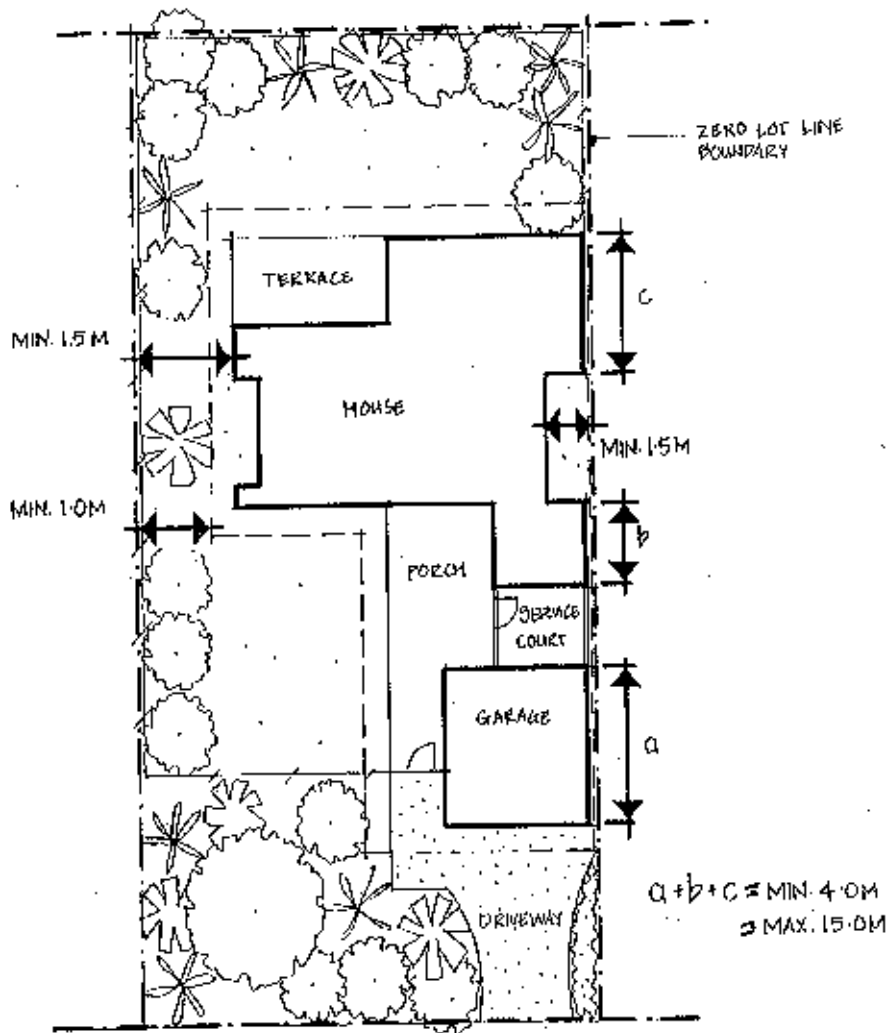 ZERO LOT LINE
BOUNDARY
TERRACE
C
MIN. 1.5M
HOUSE
MIN. 1.5M
MIN. 1.0M
b
PORCH
SERVICE
COURT
GARAGE
a
a+b+c = MIN. 4.0M
= MAX. 15.0M
DRIVEWAY